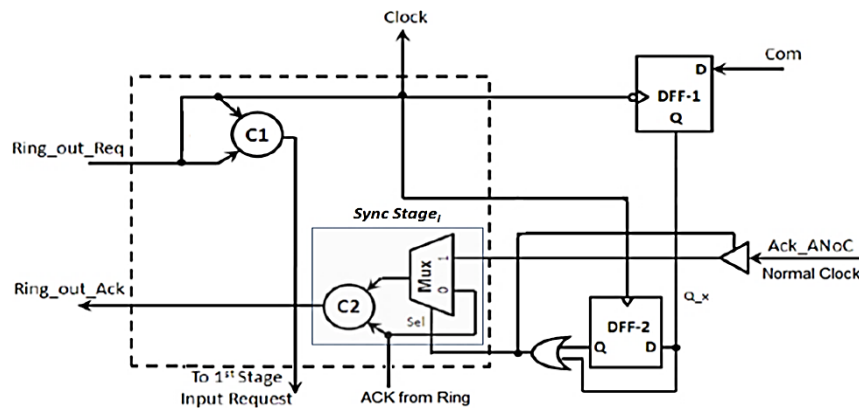 Clock
Com
D
DFF-1
Q
C1
Ring_out_Req
Sync Stage_i
Mux
1
0
Ack_ANoC
Normal Clock
Ring_out_Ack
C2
Sel
Q_x
DFF-2
Q
D
To 1st Stage
Input Request
ACK from Ring